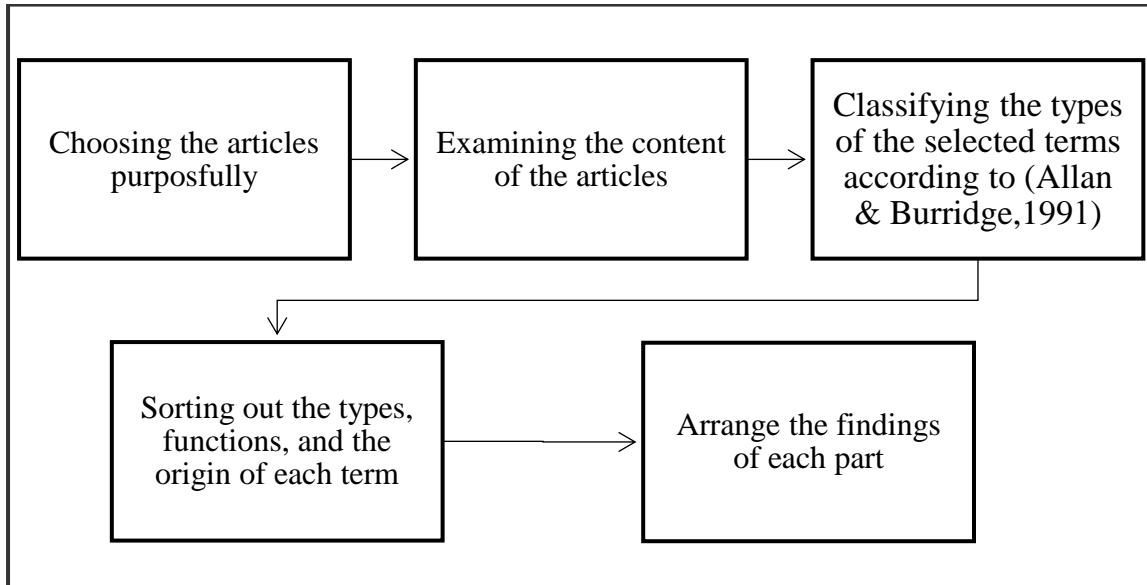 Choosing the articles
purposfully
Examining the content
of the articles
Classifying the types
of the selected terms
according to (Allan
& Burridge,1991)
Sorting out the types,
functions, and the
origin of each term
Arrange the findings
of each part